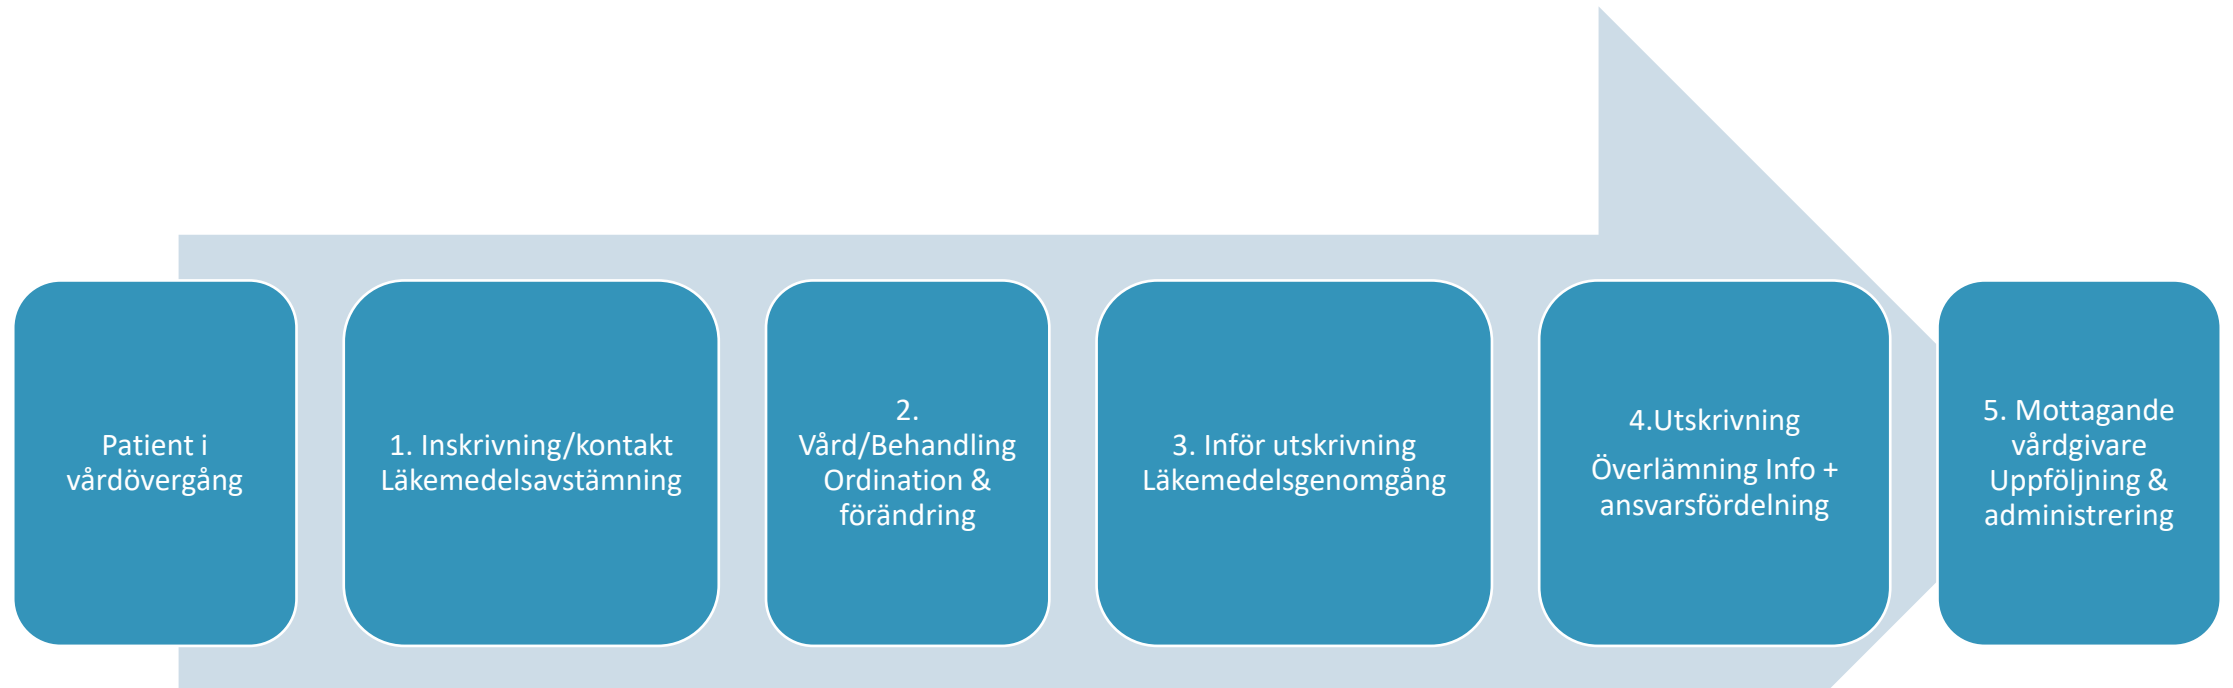 Patient i
vårdövergång
1. Inskrivning/kontakt
Läkemedelsavstämning
2.
Vård/Behandling
Ordination &
förändring
3. Inför utskrivning
Läkemedelsgenomgång
4.Utskrivning
Överlämning Info +
ansvarsfördelning
5. Mottagande
vårdgivare
Uppföljning &
administrering